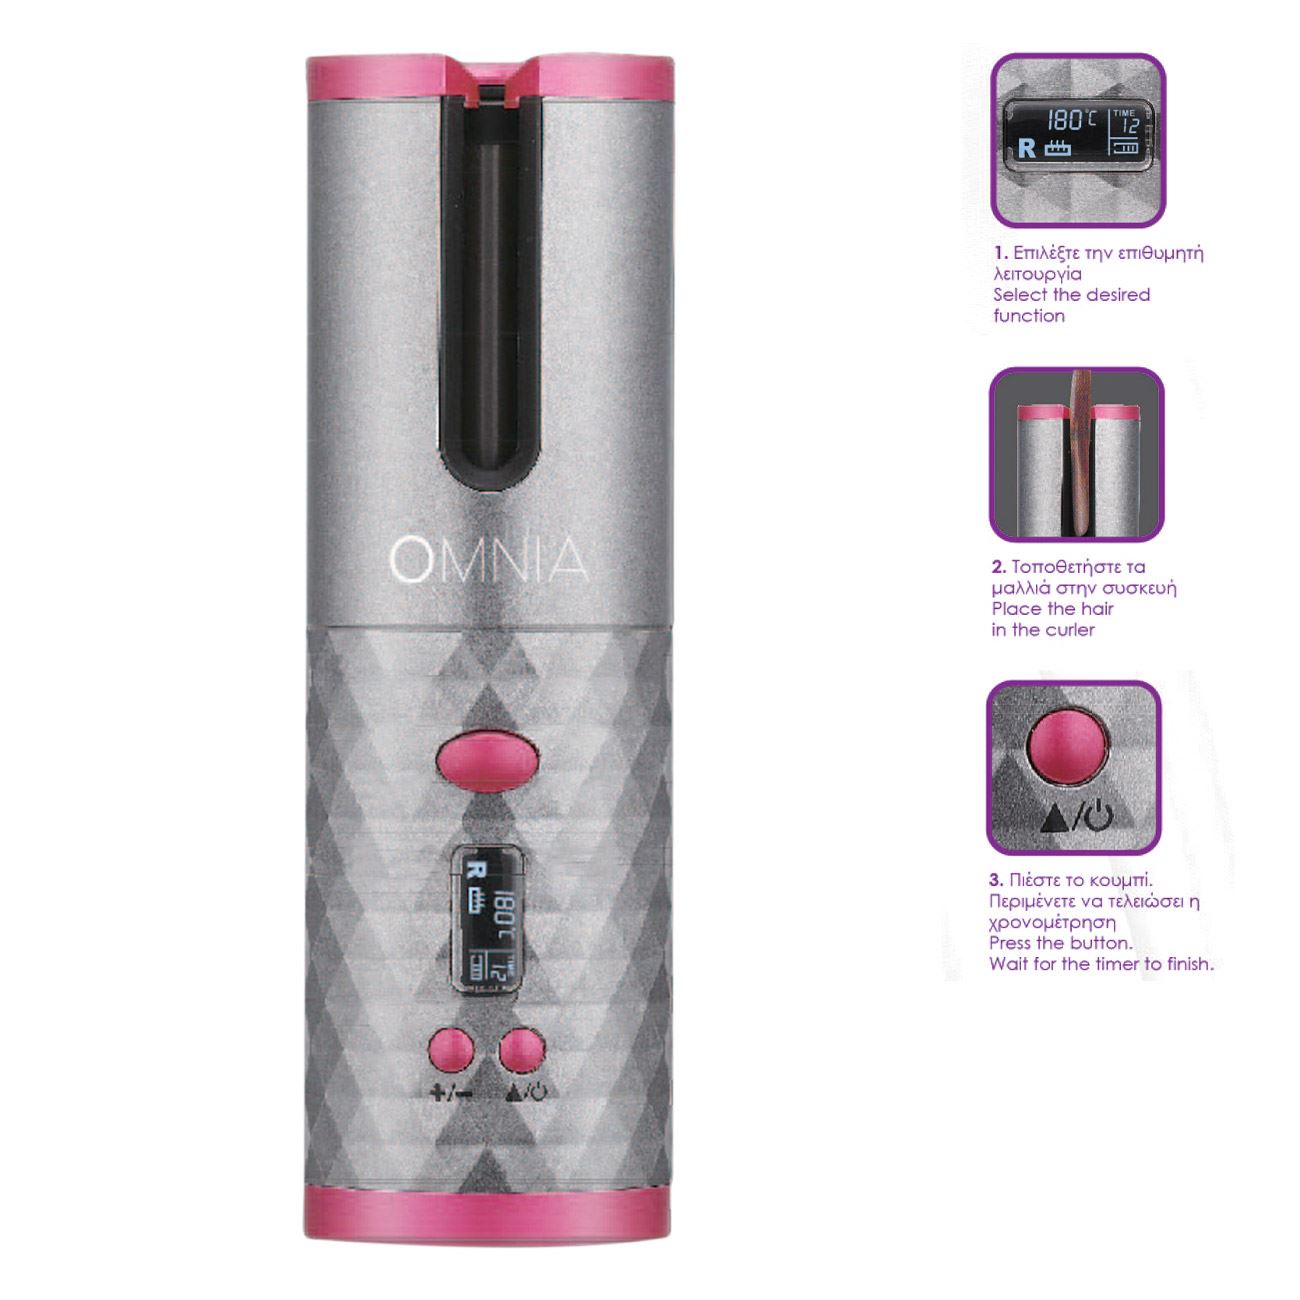 OMNIA
R 180°C
TIME
12
+/-
▲/⏻
180°C
TIME
12
R
1. Επιλέξτε την επιθυμητή
λειτουργία
Select the desired
function
2. Τοποθετήστε τα
μαλλιά στην συσκευή
Place the hair
in the curler
▲/⏻
3. Πιέστε το κουμπί.
Περιμένετε να τελειώσει η
χρονομέτρηση
Press the button.
Wait for the timer to finish.